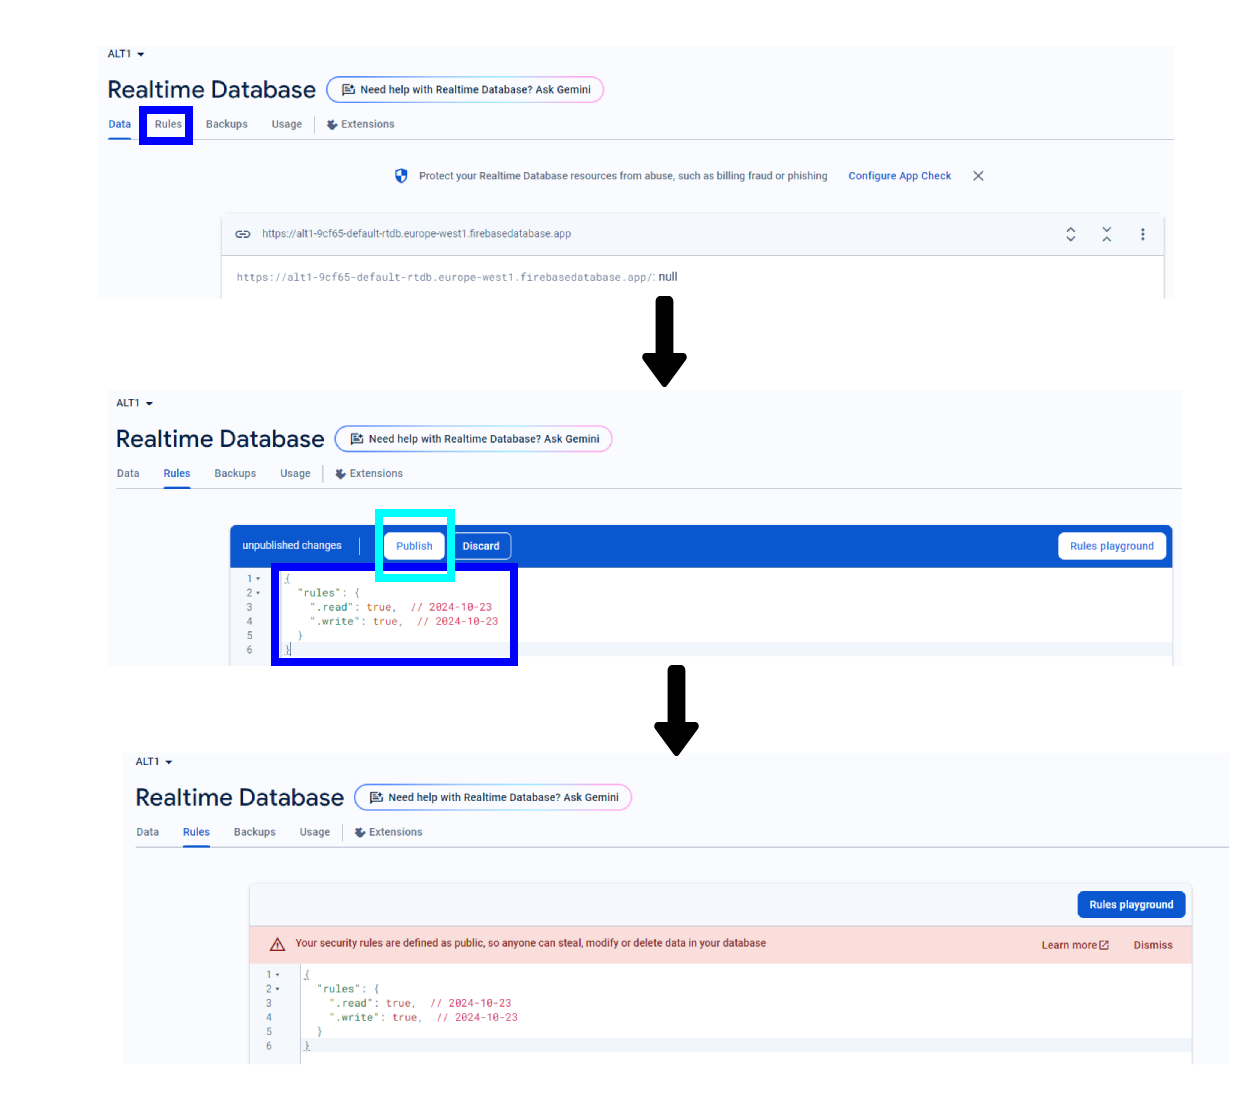 ALT1
Realtime Database Need help with Realtime Database? Ask Gemini
Data Rules Backups Usage Extensions
Protect your Realtime Database resources from abuse, such as billing fraud or phishing Configure App Check
https://alt1-9cf65-default-rtdb.europe-west1.firebasedatabase.app
https://alt1-9cf65-default-rtdb.europe-west1.firebasedatabase.app/: null
ALT1
Realtime Database Need help with Realtime Database? Ask Gemini
Data Rules Backups Usage Extensions
unpublished changes Publish Discard Rules playground
1 {
2 "rules": {
3 ".read": true, // 2024-10-23
4 ".write": true, // 2024-10-23
5 }
6 }
ALT1
Realtime Database Need help with Realtime Database? Ask Gemini
Data Rules Backups Usage Extensions
Rules playground
Your security rules are defined as public, so anyone can steal, modify or delete data in your database Learn more Dismiss
1 {
2 "rules": {
3 ".read": true, // 2024-10-23
4 ".write": true, // 2024-10-23
5 }
6 }